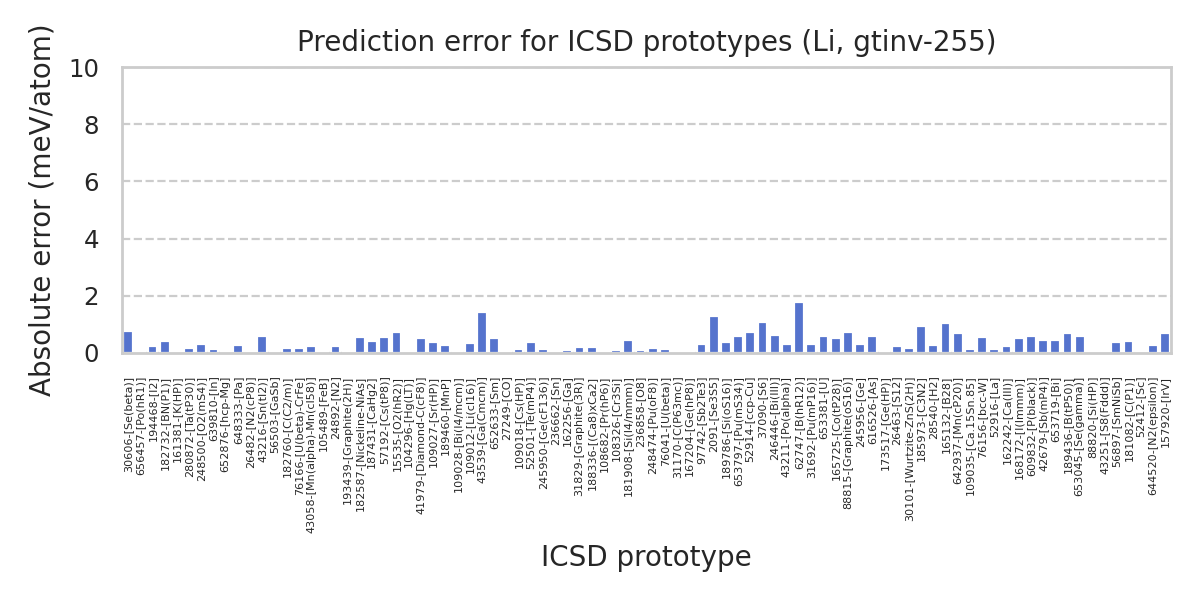 Prediction error for ICSD prototypes (Li, gtinv-255)
Absolute error (meV/atom)
10
8
6
4
2
0
30606-[Se(beta)]
656457-[Po(hR1)]
194468-[I2]
182732-[BN(P1)]
161381-[K(HP)]
280872-[Ta(tP30)]
248500-[O2(mS4)]
639810-[In]
652876-[hcp-Mg]
648333-[Pa]
26482-[N2(cP8)]
43216-[Sn(tI2)]
56503-[GaSb]
182760-[C(C2/m)]
76166-[U(beta)-CrFe]
43058-[Mn(alpha)-Mn(cI58)]
105489-[FeB]
24892-[N2]
193439-[Graphite(2H)]
182587-[Nickeline-NiAs]
187431-[CaHg2]
57192-[Cs(tP8)]
15535-[O2(hR2)]
104296-[Hg(LT)]
41979-[Diamond-C(cF8)]
109027-[Sr(HP)]
189460-[MnP]
109028-[Bi(I4/mcm)]
109012-[Li(cI16)]
43539-[Ga(Cmcm)]
652633-[Sm]
27249-[CO]
109018-[Cs(HP)]
52501-[Te(mP4)]
245950-[Ge(cF136)]
236662-[Sn]
162256-[Ga]
31829-[Graphite(3R)]
188336-[(Ca8)xCa2]
108682-[Pr(hP6)]
108326-[Cr3Si]
181908-[Si(I4/mmm)]
236858-[O8]
248474-[Pu(oF8)]
76041-[U(beta)]
31170-[C(P63mc)]
167204-[Ge(hP8)]
97742-[Sb2Te3]
2091-[Se3S5]
189786-[Si(oS16)]
653797-[Pu(mS34)]
52914-[ccp-Cu]
37090-[S6]
246446-[Bi(III)]
43211-[Po(alpha)]
62747-[B(hR12)]
31692-[Pu(mP16)]
653381-[U]
165725-[Co(tP28)]
88815-[Graphite(oS16)]
245956-[Ge]
616526-[As]
173517-[Ge(HP)]
26463-[S12]
30101-[Wurtzite-ZnS(2H)]
185973-[C3N2]
28540-[H2]
165132-[B28]
642937-[Mn(cP20)]
109035-[Ca.15Sn.85]
76156-[bcc-W]
52916-[La]
162242-[Ca(III)]
168172-[I(Immm)]
609832-[P(black)]
42679-[Sb(mP4)]
653719-[Bi]
189436-[B(tP50)]
653045-[Se(gamma)]
88820-[Si(HP)]
43251-[S8(Fddd)]
56897-[SmNiSb]
181082-[C(P1)]
52412-[Sc]
644520-[N2(epsilon)]
157920-[IrV]
ICSD prototype